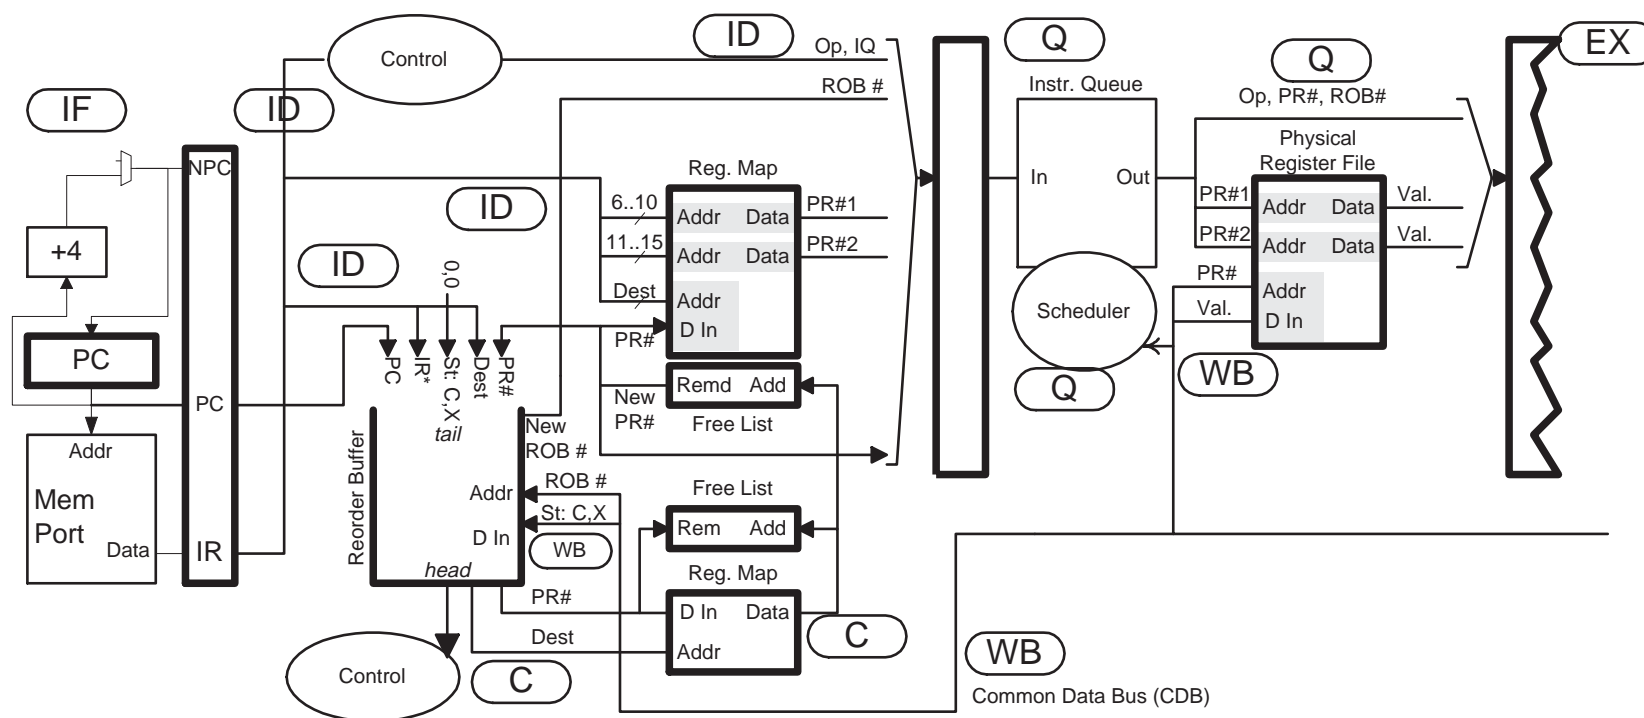 ID
Q
EX
Control
Op, IQ
Q
Instr. Queue
ROB #
Op, PR#, ROB#
IF
ID
Physical
Register File
NPC
Reg. Map
In
Out
6..10
Addr
Data
PR#1
PR#1
Addr
Data
Val.
ID
11..15
Addr
Data
PR#2
PR#2
Addr
Data
Val.
+4
ID
0,0
Dest
Addr
PR#
Addr
Scheduler
Val.
D In
D In
PR#
PC
PC
IR*
St: C,X
Dest
PR#
WB
Remd
Add
Q
PC
New
PR#
Free List
tail
New
ROB #
Addr
Reorder Buffer
Mem
Port
Addr
ROB #
Free List
St: C,X
D In
Rem
Add
Data
IR
WB
head
Reg. Map
PR#
D In
Data
C
Dest
Addr
WB
Control
C
Common Data Bus (CDB)